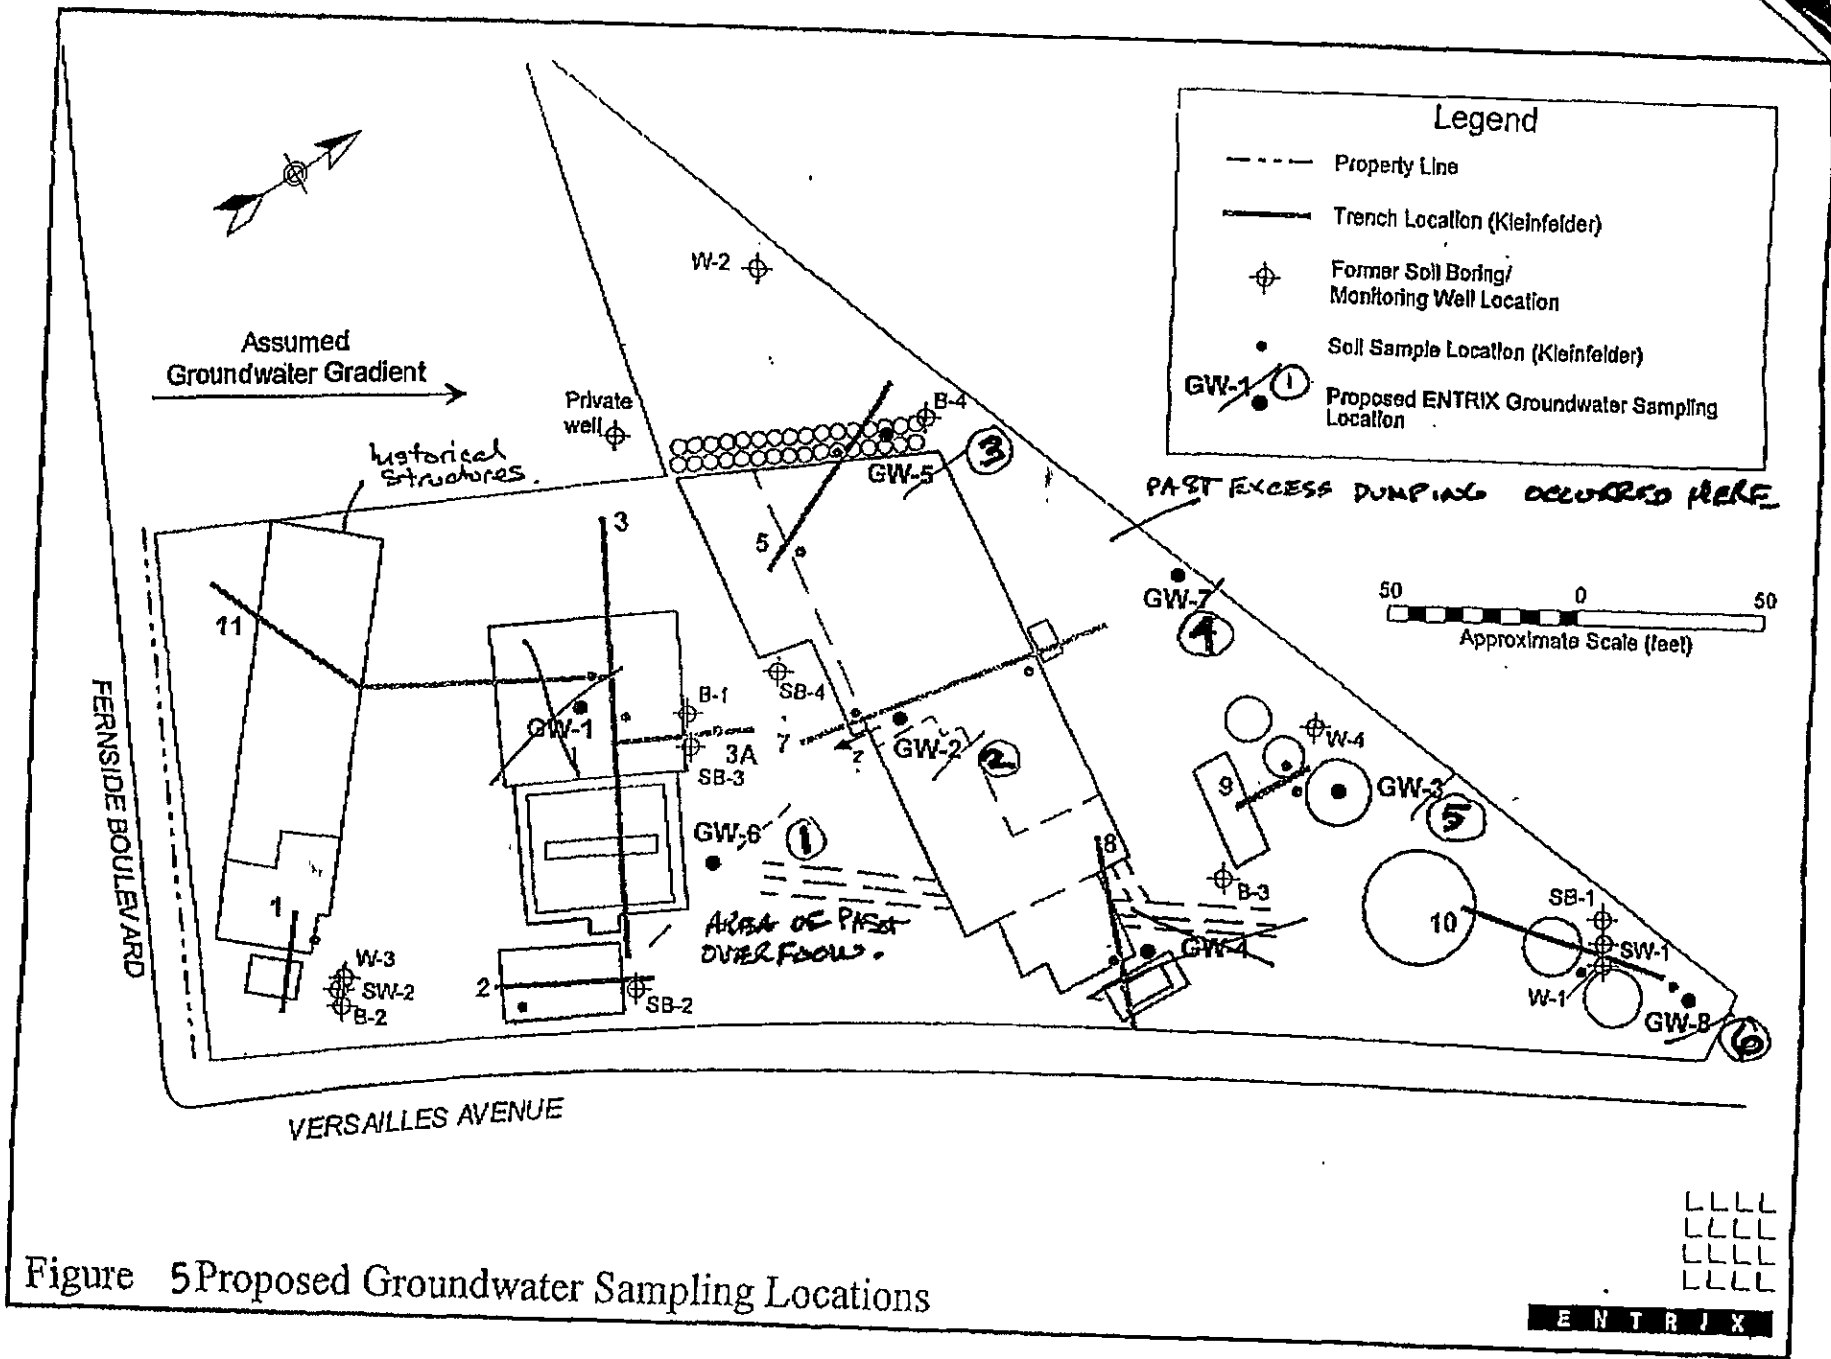 Legend
Property Line
Trench Location (Kleinfelder)
Former Soil Boring/
Monitoring Well Location
Soil Sample Location (Kleinfelder)
GW-1 1
Proposed ENTRIX Groundwater Sampling
Location
W-2
Assumed
Groundwater Gradient
Private
well
B-4
historical
structures.
GW-5 3
PAST EXCESS DUMPING OCCURRED HERE
3
5
GW-7
4
50 0 50
Approximate Scale (feet)
11
SB-4
B-1
GW-1
3A
7
SB-3
GW-2 2
W-4
9
GW-3 5
FERNSIDE BOULEVARD
GW-6 1
8
B-3
SB-1
1
10
AREA OF PAST
OVERFLOW.
GW-4
SW-1
W-3
SW-2
B-2
2
SB-2
W-1
GW-8 6
VERSAILLES AVENUE
LLLL
LLLL
LLLL
LLLL
Figure 5 Proposed Groundwater Sampling Locations
ENTRIX